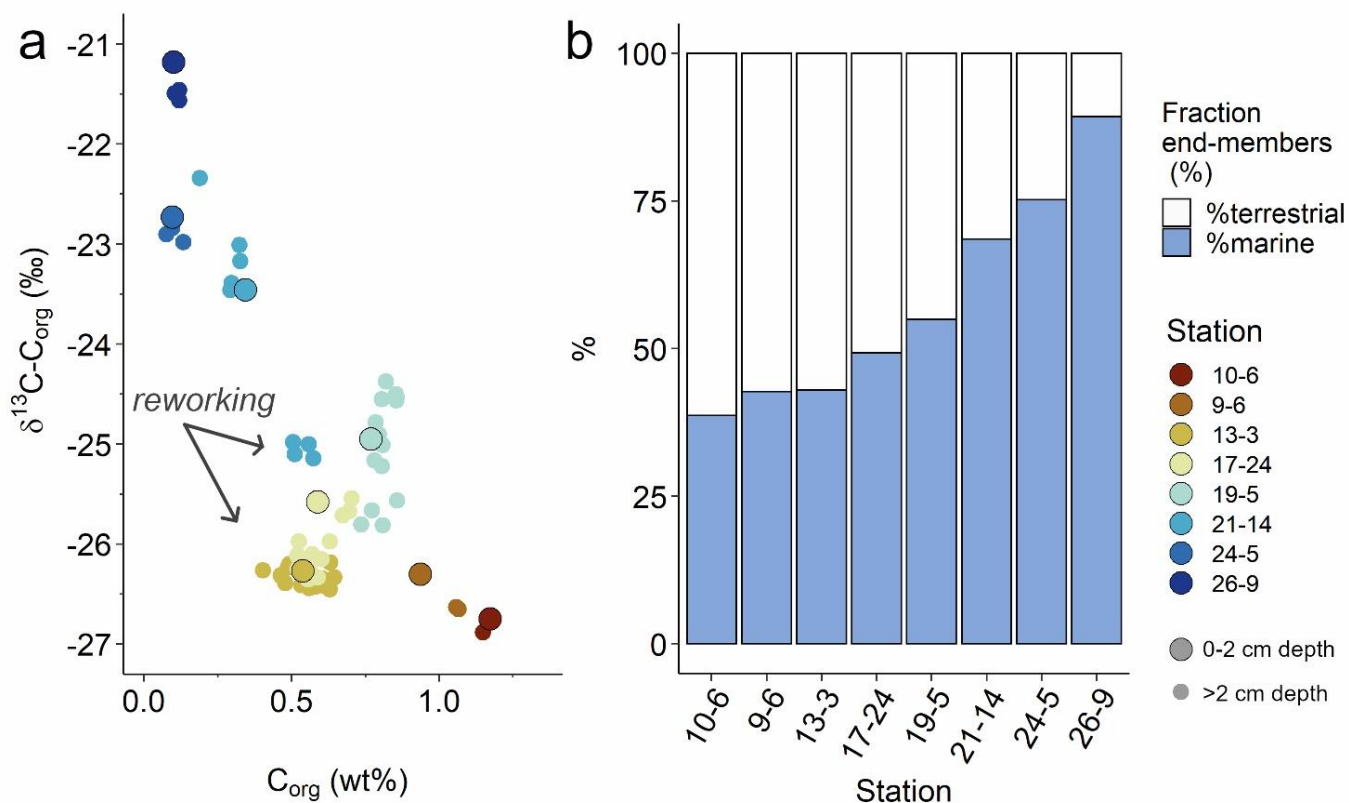 a
-21
-22
-23
-24
-25
-26
-27
δ13C-Corg (‰)
reworking
0.0 0.5 1.0
Corg (wt%)
b
100
75
50
25
0
%
10-6 9-6 13-3 17-24 19-5 21-14 24-5 26-9
Station
Fraction
end-members
(%)
%terrestrial
%marine
Station
10-6
9-6
13-3
17-24
19-5
21-14
24-5
26-9
0-2 cm depth
>2 cm depth